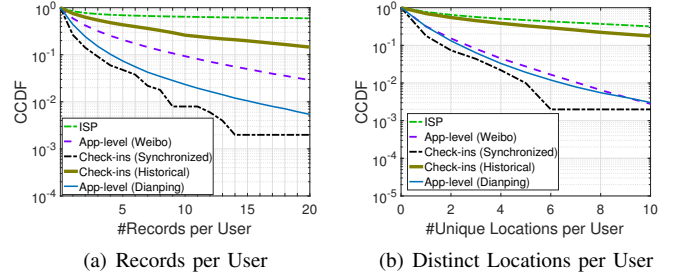 CCDF
10^0
10^-1
10^-2
10^-3
10^-4
ISP
App-level (Weibo)
Check-ins (Synchronized)
Check-ins (Historical)
App-level (Dianping)
5 10 15 20
#Records per User
(a) Records per User
CCDF
10^0
10^-1
10^-2
10^-3
10^-4
10^-5
ISP
App-level (Weibo)
Check-ins (Synchronized)
Check-ins (Historical)
App-level (Dianping)
0 2 4 6 8 10
#Unique Locations per User
(b) Distinct Locations per User